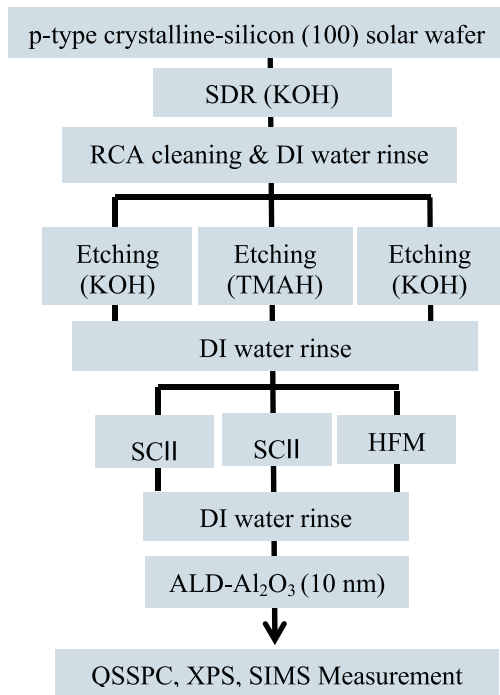 p-type crystalline-silicon (100) solar wafer
SDR (KOH)
RCA cleaning & DI water rinse
Etching
(KOH)
Etching
(TMAH)
Etching
(KOH)
DI water rinse
SCII
SCII
HFM
DI water rinse
ALD-Al₂O₃ (10 nm)
QSSPC, XPS, SIMS Measurement